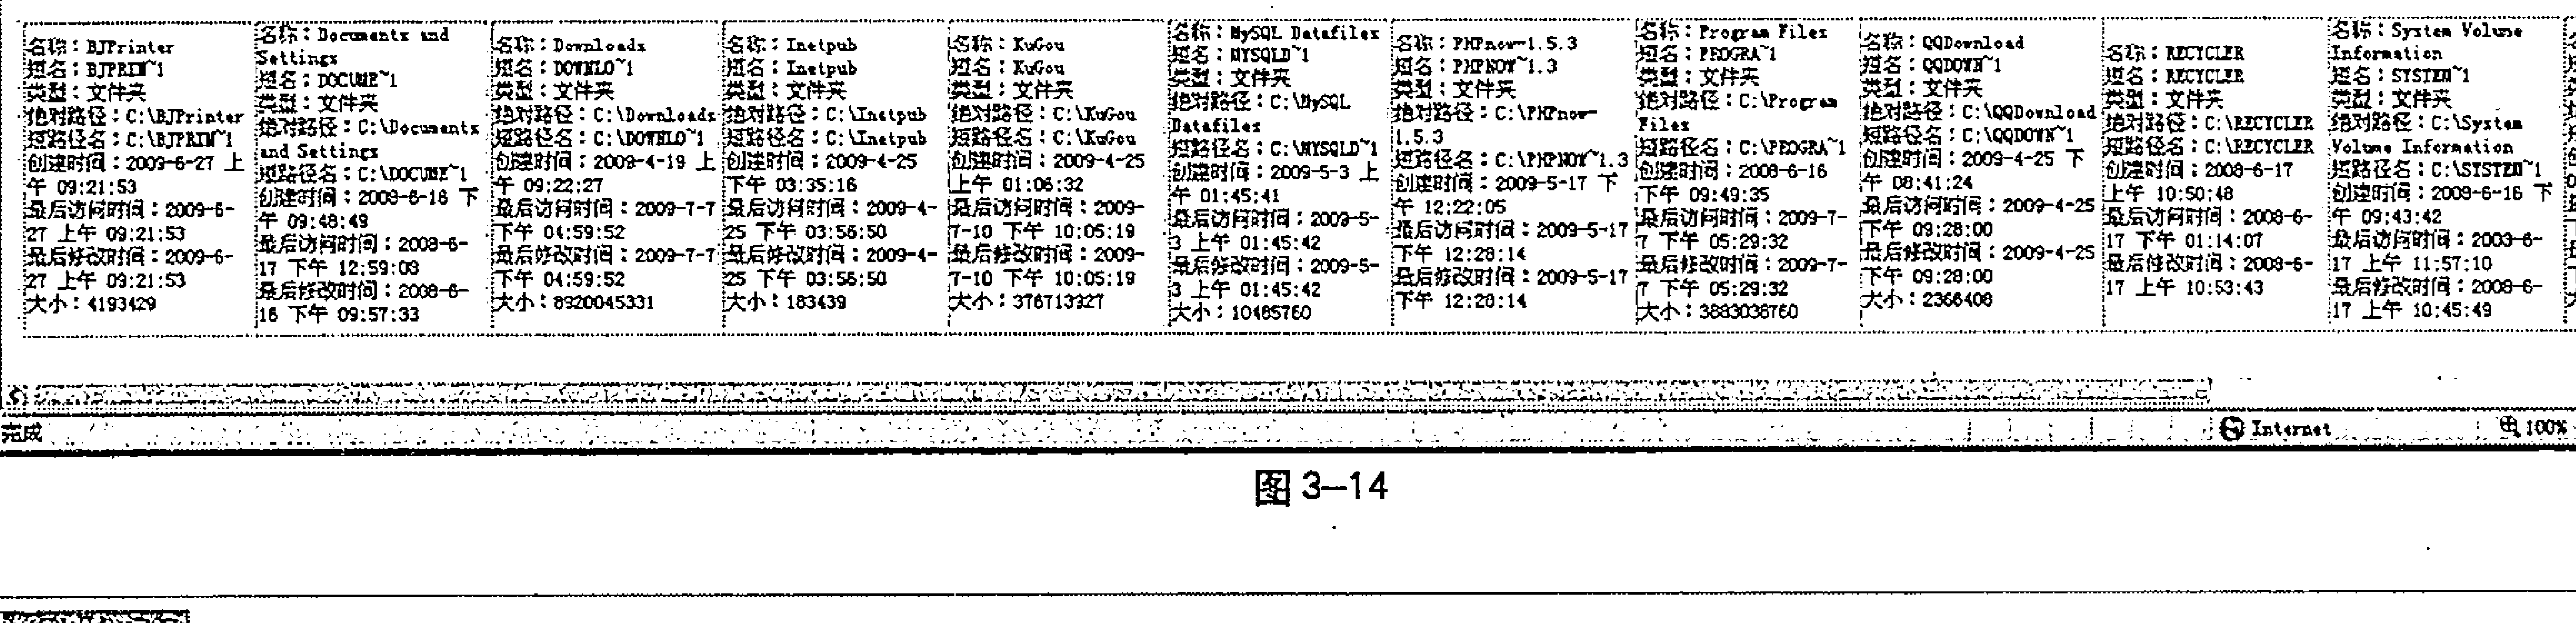 名称：BJPrinter
短名：BJPRIN~1
类型：文件夹
绝对路径：C:\BJPrinter
短路径名：C:\BJPRIN~1
创建时间：2009-6-27 上
午 09:21:53
最后访问时间：2009-6-
27 上午 09:21:53
最后修改时间：2009-6-
27 上午 09:21:53
大小：4193429
名称：Documents and
Settings
短名：DOCUME~1
类型：文件夹
绝对路径：C:\Documents
and Settings
短路径名：C:\DOCUME~1
创建时间：2008-6-16 下
午 09:48:49
最后访问时间：2008-6-
17 下午 12:59:03
最后修改时间：2008-6-
16 下午 09:57:33
名称：Downloads
短名：DOWNLO~1
类型：文件夹
绝对路径：C:\Downloads
短路径名：C:\DOWNLO~1
创建时间：2009-4-19 上
午 09:22:27
最后访问时间：2009-7-7
下午 04:59:52
最后修改时间：2009-7-7
下午 04:59:52
大小：8920045331
名称：Inetpub
短名：Inetpub
类型：文件夹
绝对路径：C:\Inetpub
短路径名：C:\Inetpub
创建时间：2009-4-25
下午 03:35:16
最后访问时间：2009-4-
25 下午 03:56:50
最后修改时间：2009-4-
25 下午 03:56:50
大小：183439
名称：KuGou
短名：KuGou
类型：文件夹
绝对路径：C:\KuGou
短路径名：C:\KuGou
创建时间：2009-4-25
上午 01:06:32
最后访问时间：2009-
7-10 下午 10:05:19
最后修改时间：2009-
7-10 下午 10:05:19
大小：376713927
名称：MySQL Datafiles
短名：MYSQLD~1
类型：文件夹
绝对路径：C:\MySQL
Datafiles
短路径名：C:\MYSQLD~1
创建时间：2009-5-3 上
午 01:45:41
最后访问时间：2009-5-
3 上午 01:45:42
最后修改时间：2009-5-
3 上午 01:45:42
大小：10485760
名称：PHPnow-1.5.3
短名：PHPNOW~1.3
类型：文件夹
绝对路径：C:\PHPnow-
1.5.3
短路径名：C:\PHPNOW~1.3
创建时间：2009-5-17 下
午 12:22:05
最后访问时间：2009-5-17
下午 12:28:14
最后修改时间：2009-5-17
下午 12:28:14
名称：Program Files
短名：PROGRA~1
类型：文件夹
绝对路径：C:\Program
Files
短路径名：C:\PROGRA~1
创建时间：2008-6-16
下午 09:49:35
最后访问时间：2009-7-
7 下午 05:29:32
最后修改时间：2009-7-
7 下午 05:29:32
大小：3883038760
名称：QQDownload
短名：QQDOWN~1
类型：文件夹
绝对路径：C:\QQDownload
短路径名：C:\QQDOWN~1
创建时间：2009-4-25 下
午 08:41:24
最后访问时间：2009-4-25
下午 09:28:00
最后修改时间：2009-4-25
下午 09:28:00
大小：2366408
名称：RECYCLER
短名：RECYCLER
类型：文件夹
绝对路径：C:\RECYCLER
短路径名：C:\RECYCLER
创建时间：2008-6-17
上午 10:50:48
最后访问时间：2008-6-
17 下午 01:14:07
最后修改时间：2008-6-
17 上午 10:53:43
名称：System Volume
Information
短名：SYSTEM~1
类型：文件夹
绝对路径：C:\System
Volume Information
短路径名：C:\SYSTEM~1
创建时间：2008-6-16 下
午 09:43:42
最后访问时间：2008-6-
17 上午 11:57:10
最后修改时间：2008-6-
17 上午 10:45:49
完成
Internet
100%
图 3-14